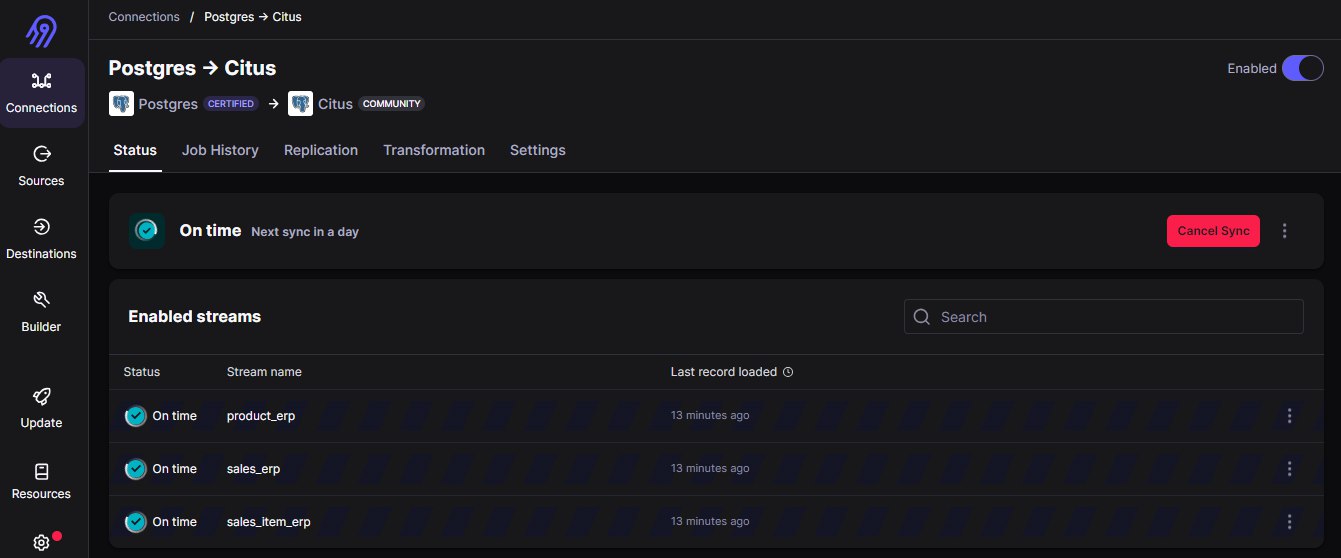 Connections / Postgres → Citus
Postgres → Citus
Enabled
Postgres CERTIFIED → Citus COMMUNITY
Status Job History Replication Transformation Settings
On time Next sync in a day
Cancel Sync
Enabled streams
Search
Status Stream name Last record loaded
On time product_erp 13 minutes ago
On time sales_erp 13 minutes ago
On time sales_item_erp 13 minutes ago
Connections
Sources
Destinations
Builder
Update
Resources